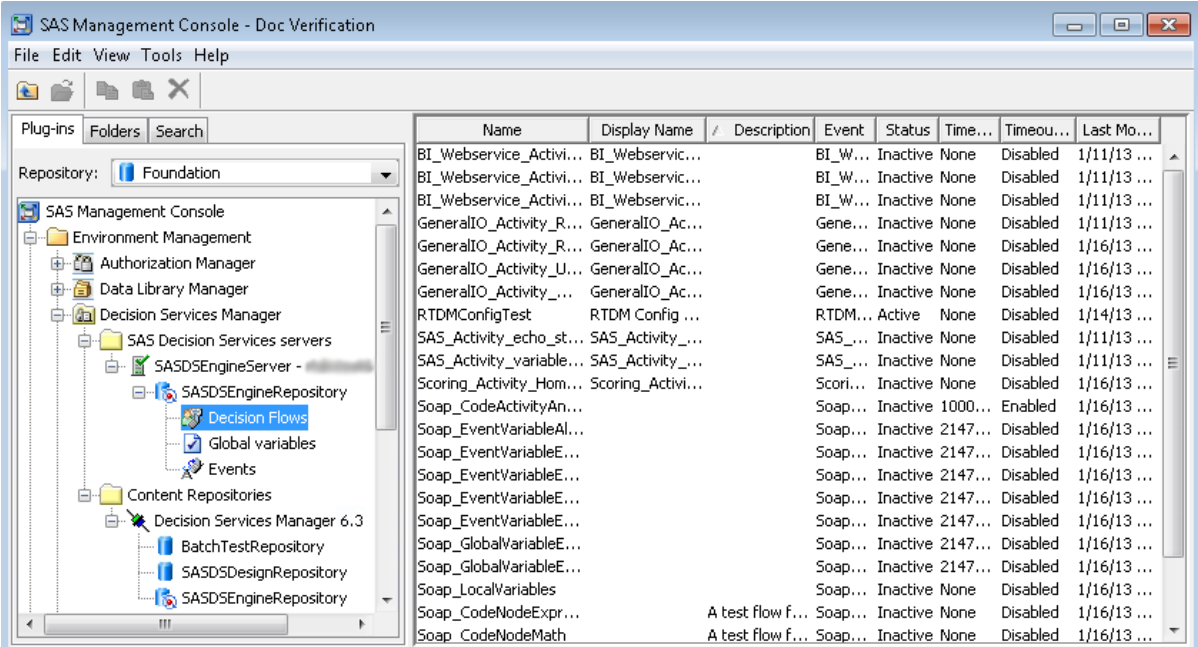 SAS Management Console - Doc Verification
File Edit View Tools Help
Plug-ins Folders Search
Repository: Foundation
SAS Management Console
Environment Management
Authorization Manager
Data Library Manager
Decision Services Manager
SAS Decision Services servers
SASDSEngineServer -
SASDSEngineRepository
Decision Flows
Global variables
Events
Content Repositories
Decision Services Manager 6.3
BatchTestRepository
SASDSDesignRepository
SASDSEngineRepository
Name Display Name Description Event Status Time... Timeou... Last Mo...
BI_Webservice_Activi... BI_Webservic... BI_W... Inactive None Disabled 1/11/13 ...
BI_Webservice_Activi... BI_Webservic... BI_W... Inactive None Disabled 1/11/13 ...
BI_Webservice_Activi... BI_Webservic... BI_W... Inactive None Disabled 1/11/13 ...
GeneralIO_Activity_R... GeneralIO_Ac... Gene... Inactive None Disabled 1/11/13 ...
GeneralIO_Activity_R... GeneralIO_Ac... Gene... Inactive None Disabled 1/16/13 ...
GeneralIO_Activity_U... GeneralIO_Ac... Gene... Inactive None Disabled 1/16/13 ...
GeneralIO_Activity_... GeneralIO_Ac... Gene... Inactive None Disabled 1/16/13 ...
RTDMConfigTest RTDM Config ... RTDM... Active None Disabled 1/14/13 ...
SAS_Activity_echo_st... SAS_Activity_... SAS_... Inactive None Disabled 1/11/13 ...
SAS_Activity_variable... SAS_Activity_... SAS_... Inactive None Disabled 1/11/13 ...
Scoring_Activity_Hom... Scoring_Activi... Scori... Inactive None Disabled 1/16/13 ...
Soap_CodeActivityAn... Soap... Inactive 1000... Enabled 1/16/13 ...
Soap_EventVariableAl... Soap... Inactive 2147... Disabled 1/16/13 ...
Soap_EventVariableE... Soap... Inactive 2147... Disabled 1/16/13 ...
Soap_EventVariableE... Soap... Inactive 2147... Disabled 1/16/13 ...
Soap_EventVariableE... Soap... Inactive 2147... Disabled 1/16/13 ...
Soap_EventVariableE... Soap... Inactive 2147... Disabled 1/16/13 ...
Soap_GlobalVariableE... Soap... Inactive 2147... Disabled 1/16/13 ...
Soap_GlobalVariableE... Soap... Inactive 2147... Disabled 1/16/13 ...
Soap_LocalVariables Soap... Inactive None Disabled 1/16/13 ...
Soap_CodeNodeExpr... A test flow f... Soap... Inactive None Disabled 1/16/13 ...
Soap_CodeNodeMath A test flow f... Soap... Inactive None Disabled 1/16/13 ...